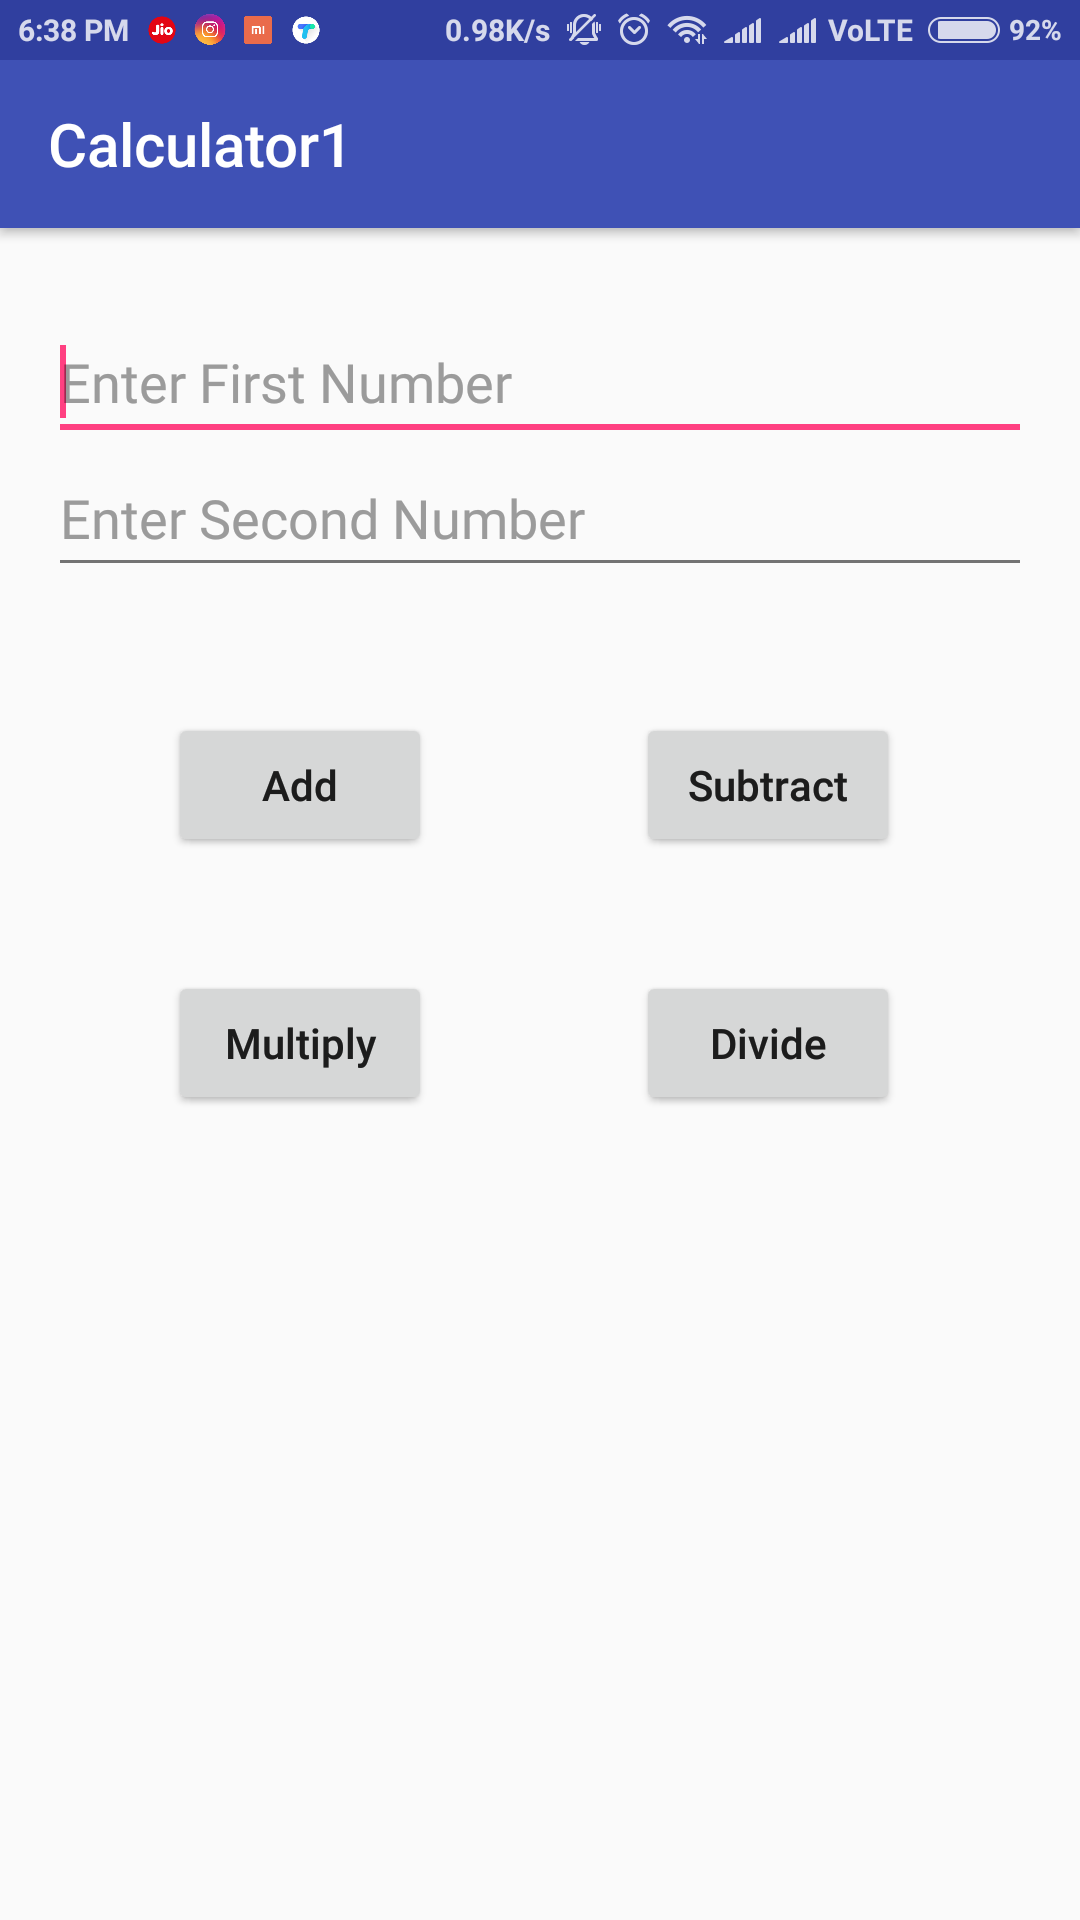 6:38 PM Jio mi 0.98K/s VoLTE 92%
Calculator1
Enter First Number
Enter Second Number
Add Subtract
Multiply Divide